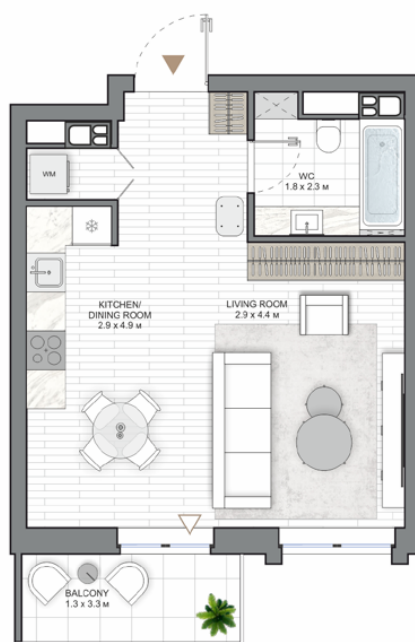 WC
1.8 x 2.3 м
WM
KITCHEN/
DINING ROOM
2.9 x 4.9 м
LIVING ROOM
2.9 x 4.4 м
BALCONY
1.3 x 3.3 м